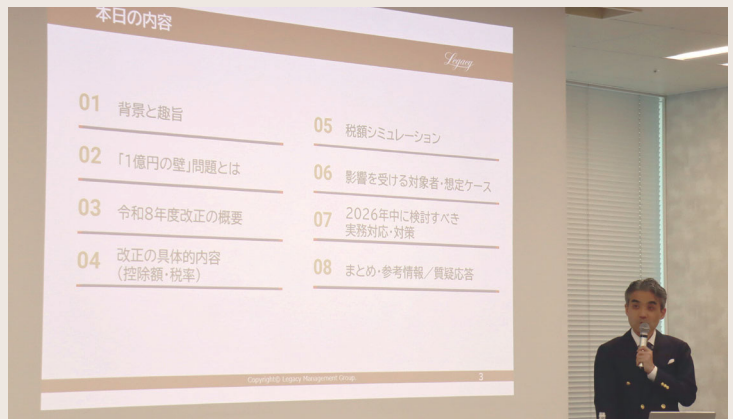 本日の内容
Legacy
01 背景と趣旨
02 「1億円の壁」問題とは
03 令和8年度改正の概要
04 改正の具体的内容
(控除額・税率)
05 税額シミュレーション
06 影響を受ける対象者・想定ケース
07 2026年中に検討すべき
実務対応・対策
08 まとめ・参考情報／質疑応答
Copyright© Legacy Management Group.
3